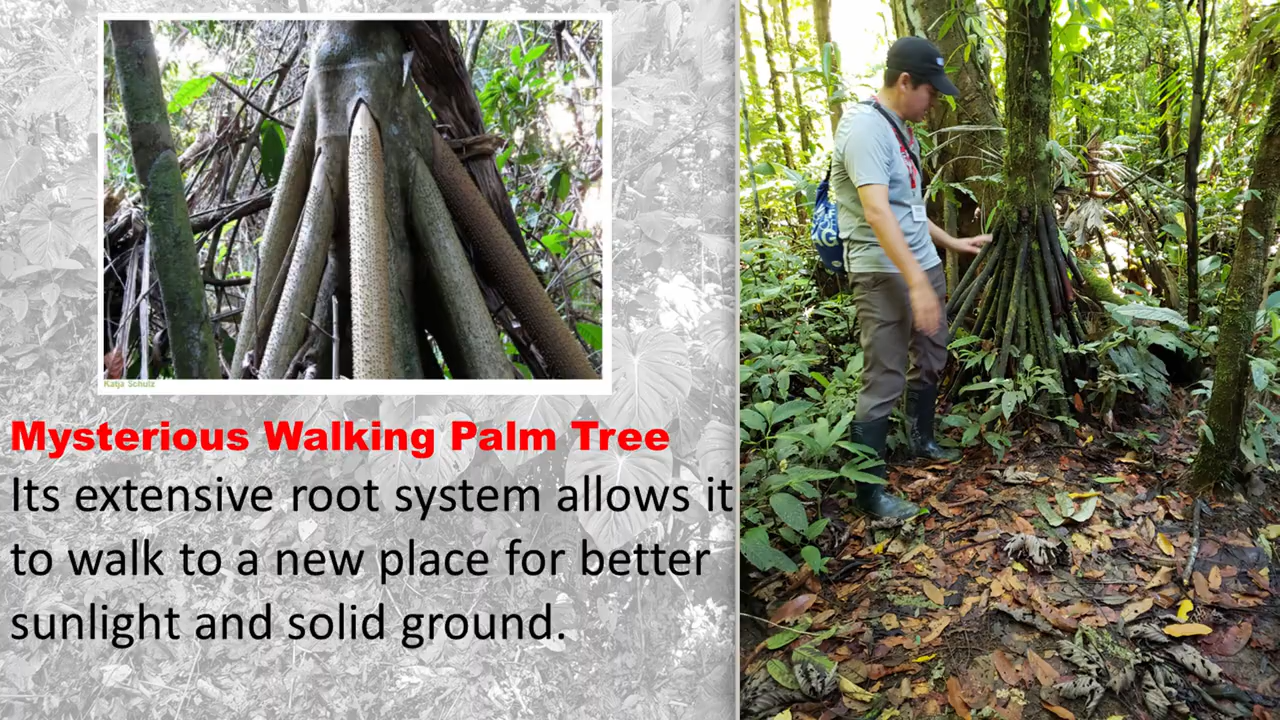 Katja Schulz
Mysterious Walking Palm Tree
Its extensive root system allows it
to walk to a new place for better
sunlight and solid ground.